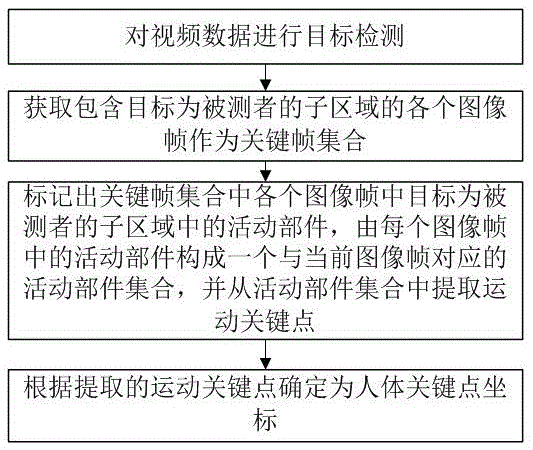 对视频数据进行目标检测
获取包含目标为被测者的子区域的各个图像
帧作为关键帧集合
标记出关键帧集合中各个图像帧中目标为被
测者的子区域中的活动部件，由每个图像帧
中的活动部件构成一个与当前图像帧对应的
活动部件集合，并从活动部件集合中提取运
动关键点
根据提取的运动关键点确定为人体关键点坐
标